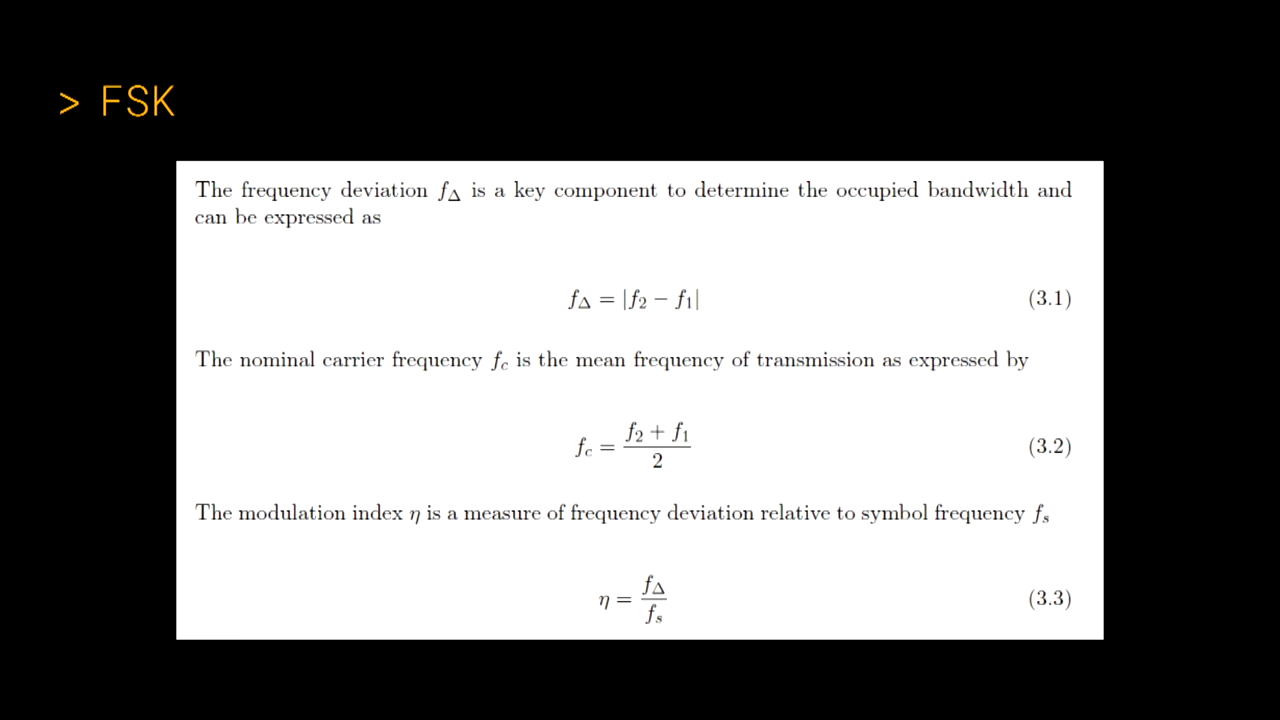 > FSK
The frequency deviation f_Δ is a key component to determine the occupied bandwidth and
can be expressed as
f_Δ = |f_2 − f_1| (3.1)
The nominal carrier frequency f_c is the mean frequency of transmission as expressed by
f_c = (f_2 + f_1) / 2 (3.2)
The modulation index η is a measure of frequency deviation relative to symbol frequency f_s
η = f_Δ / f_s (3.3)